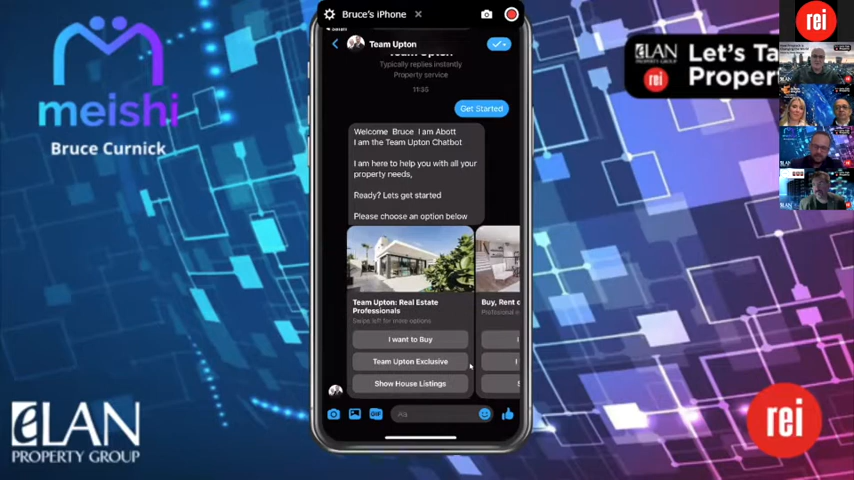 Bruce's iPhone
rei
meishi
Bruce Curnick
Team Upton
Typically replies instantly
Property service
11:35
Get Started
Welcome Bruce I am Abott
I am the Team Upton Chatbot
I am here to help you with all your
property needs,
Ready? Lets get started
Please choose an option below
Team Upton: Real Estate
Professionals
Swipe left for more options
I want to Buy
Team Upton Exclusive
Show House Listings
Buy, Rent
GIF
Aa
eLAN
PROPERTY GROUP
eLAN
PROPERTY GROUP
rei
Let's Ta
Proper
rei